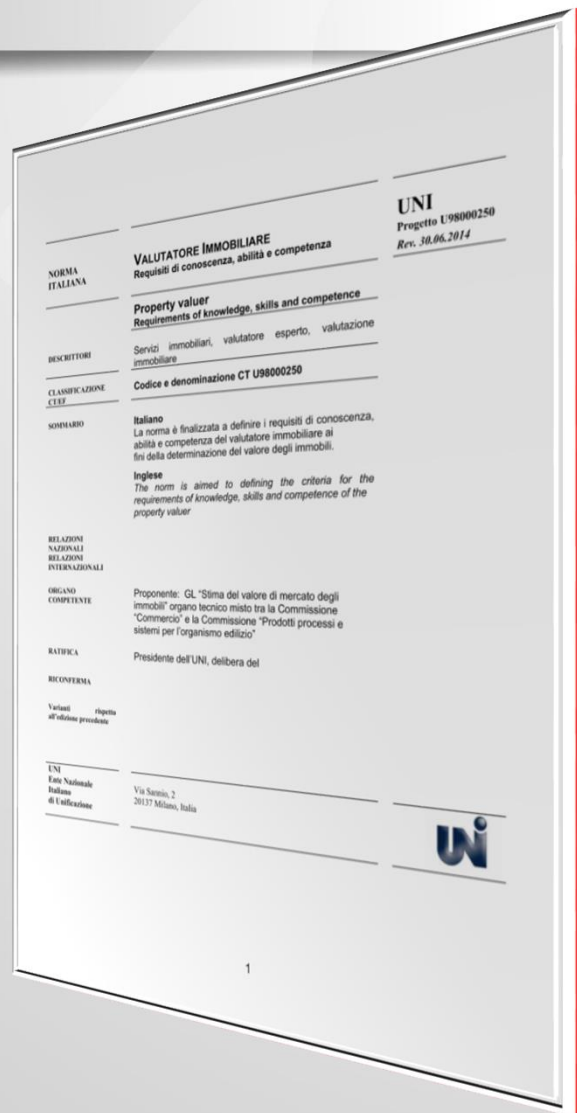 UNI
Progetto U98000250
Rev. 30.06.2014
NORMA
ITALIANA
VALUTATORE IMMOBILIARE
Requisiti di conoscenza, abilità e competenza
Property valuer
Requirements of knowledge, skills and competence
DESCRITTORI
Servizi immobiliari, valutatore esperto, valutazione
immobiliare
CLASSIFICAZIONE
CT EF
Codice e denominazione CT U98000250
SOMMARIO
Italiano
La norma è finalizzata a definire i requisiti di conoscenza,
abilità e competenza del valutatore immobiliare ai
fini della determinazione del valore degli immobili.
Inglese
The norm is aimed to defining the criteria for the
requirements of knowledge, skills and competence of the
property valuer
RELAZIONI
NAZIONALI
RELAZIONI
INTERNAZIONALI
ORGANO
COMPETENTE
Proponente: GL "Stima del valore di mercato degli
immobili" organo tecnico misto tra la Commissione
"Commercio" e la Commissione "Prodotti processi e
sistemi per l'organismo edilizio"
RATIFICA
Presidente dell'UNI, delibera del
RICONFERMA
Varianti rispetto
all'edizione precedente
UNI
Ente Nazionale
Italiano
di Unificazione
Via Sannio, 2
20137 Milano, Italia
UNI
1